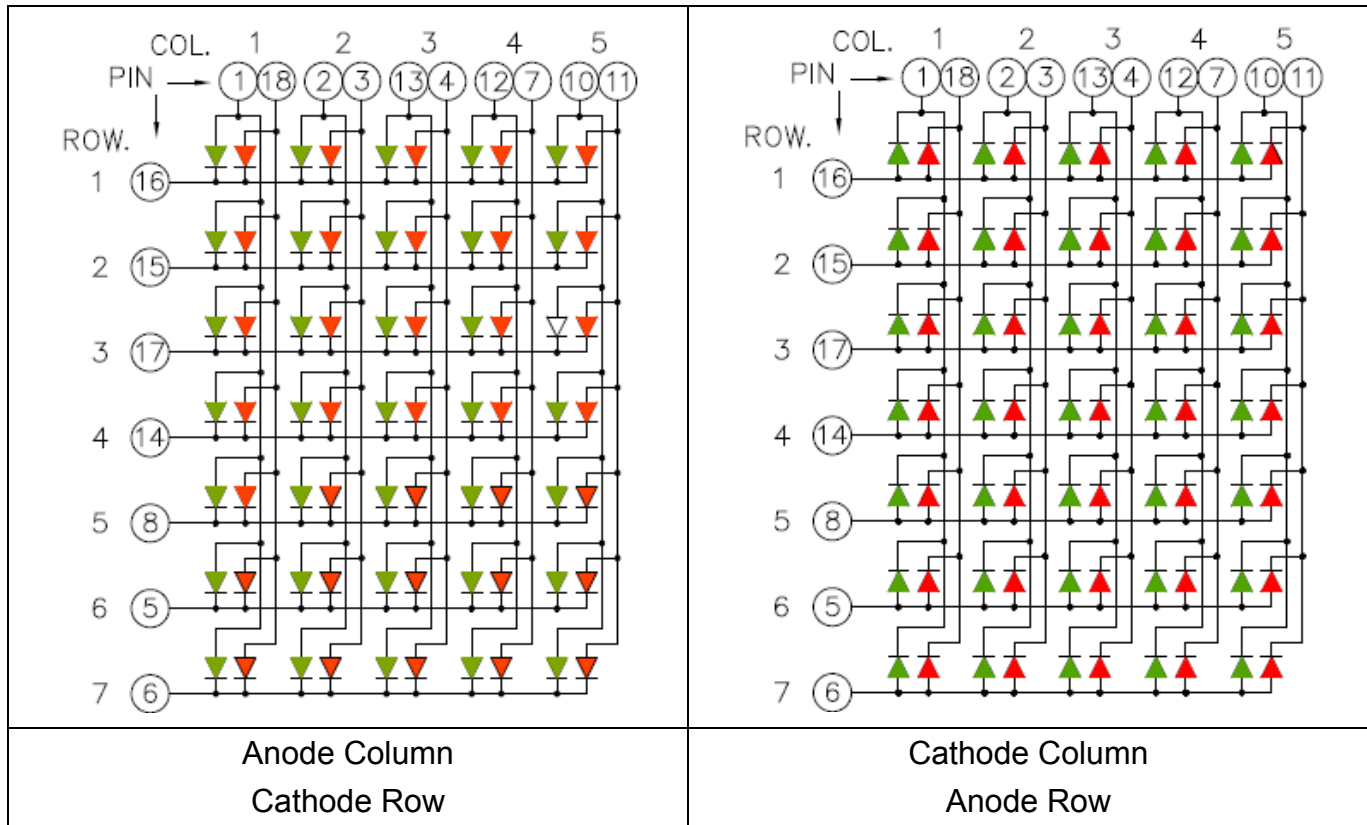 COL. 1 2 3 4 5
PIN 1 18 2 3 13 4 12 7 10 11
ROW.
1 16
2 15
3 17
4 14
5 8
6 5
7 6
Anode Column
Cathode Row
COL. 1 2 3 4 5
PIN 1 18 2 3 13 4 12 7 10 11
ROW.
1 16
2 15
3 17
4 14
5 8
6 5
7 6
Cathode Column
Anode Row